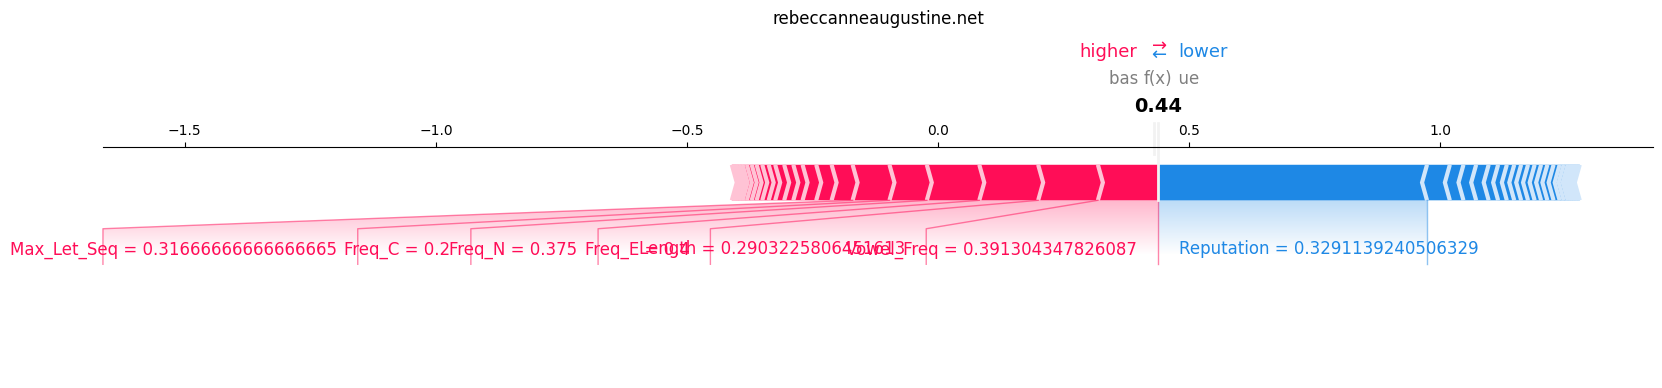 rebeccanneaugustine.net
higher ⇄ lower
bas f(x) ue
0.44
−1.5 −1.0 −0.5 0.0 0.5 1.0
Max_Let_Seq = 0.31666666666666665 Freq_C = 0.2 Freq_N = 0.375 Freq_E = 0.4 Length = 0.2903225806451613 Vowel_Freq = 0.391304347826087 Reputation = 0.3291139240506329